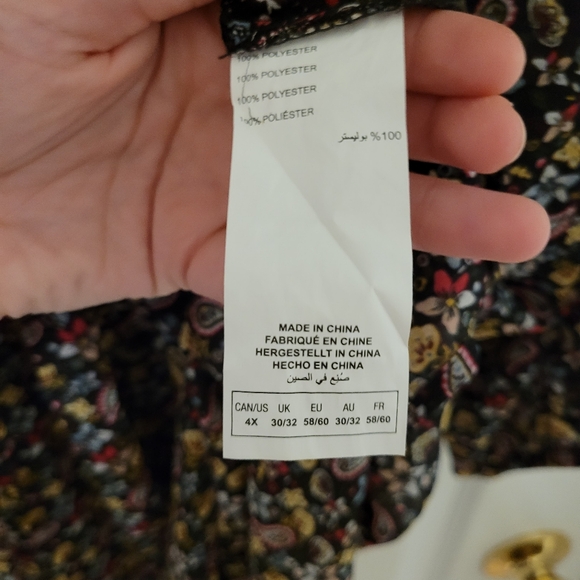 100% POLYESTER
100% POLYESTER
100% POLYESTER
100% POLIÉSTER
100% بوليستر
MADE IN CHINA
FABRIQUÉ EN CHINE
HERGESTELLT IN CHINA
HECHO EN CHINA
صُنِع في الصين
CAN/US UK EU AU FR
4X 30/32 58/60 30/32 58/60